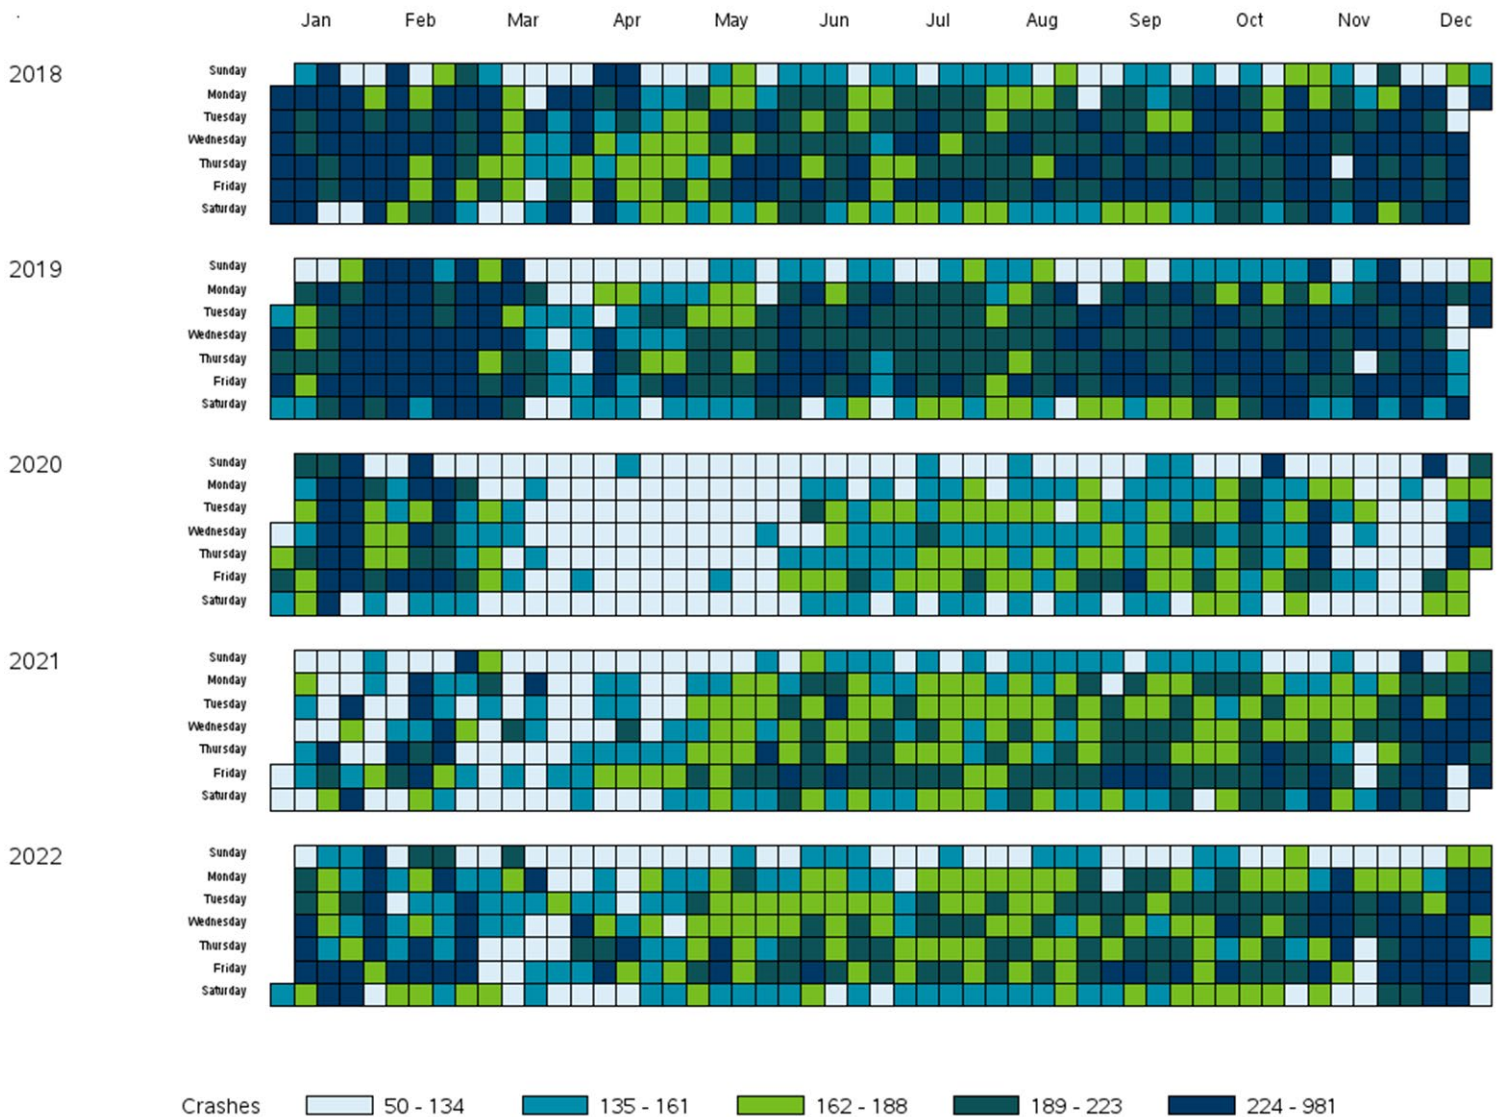 Jan Feb Mar Apr May Jun Jul Aug Sep Oct Nov Dec
2018
Sunday
Monday
Tuesday
Wednesday
Thursday
Friday
Saturday
2019
Sunday
Monday
Tuesday
Wednesday
Thursday
Friday
Saturday
2020
Sunday
Monday
Tuesday
Wednesday
Thursday
Friday
Saturday
2021
Sunday
Monday
Tuesday
Wednesday
Thursday
Friday
Saturday
2022
Sunday
Monday
Tuesday
Wednesday
Thursday
Friday
Saturday
Crashes 50 - 134 135 - 161 162 - 188 189 - 223 224 - 981